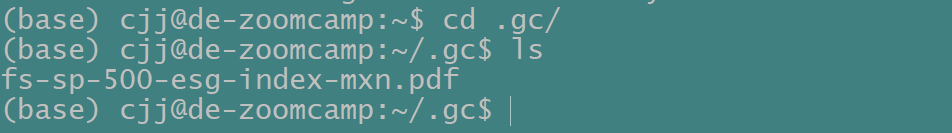 (base) cjj@de-zoomcamp:~$ cd .gc/
(base) cjj@de-zoomcamp:~/.gc$ ls
fs-sp-500-esg-index-mxn.pdf
(base) cjj@de-zoomcamp:~/.gc$